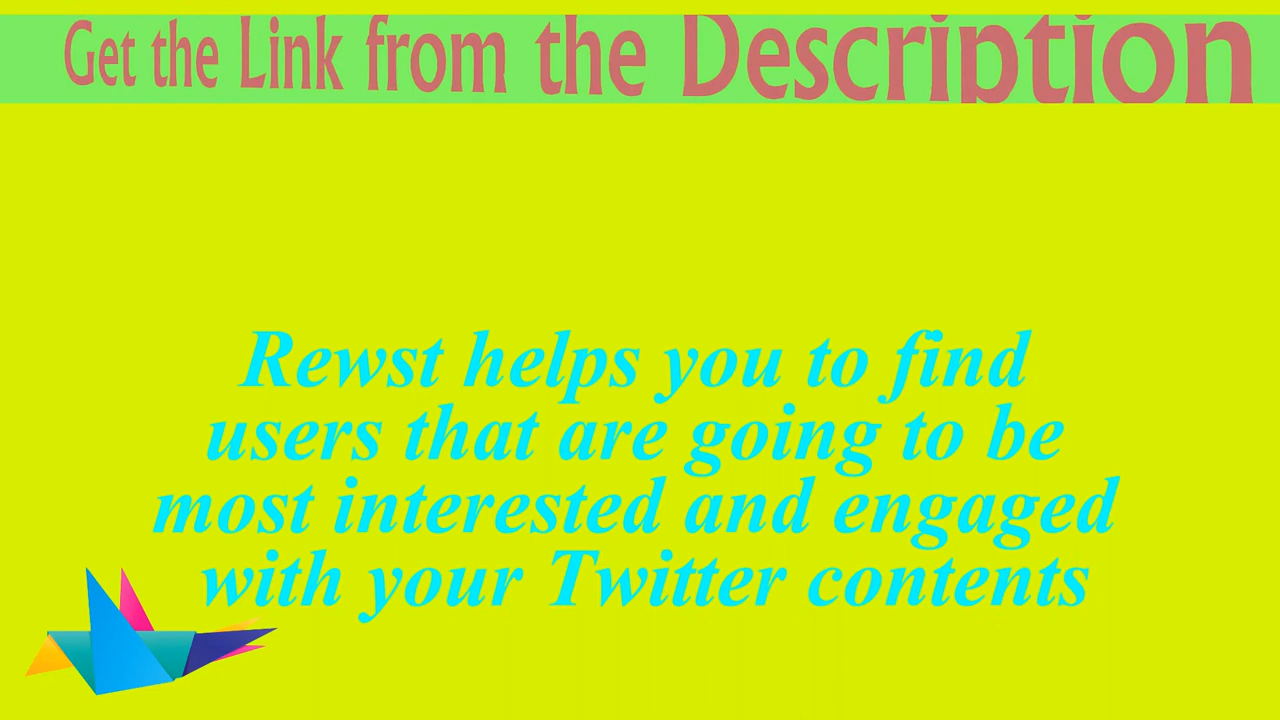 Get the Link from the Description
Rewst helps you to find
users that are going to be
most interested and engaged
with your Twitter contents